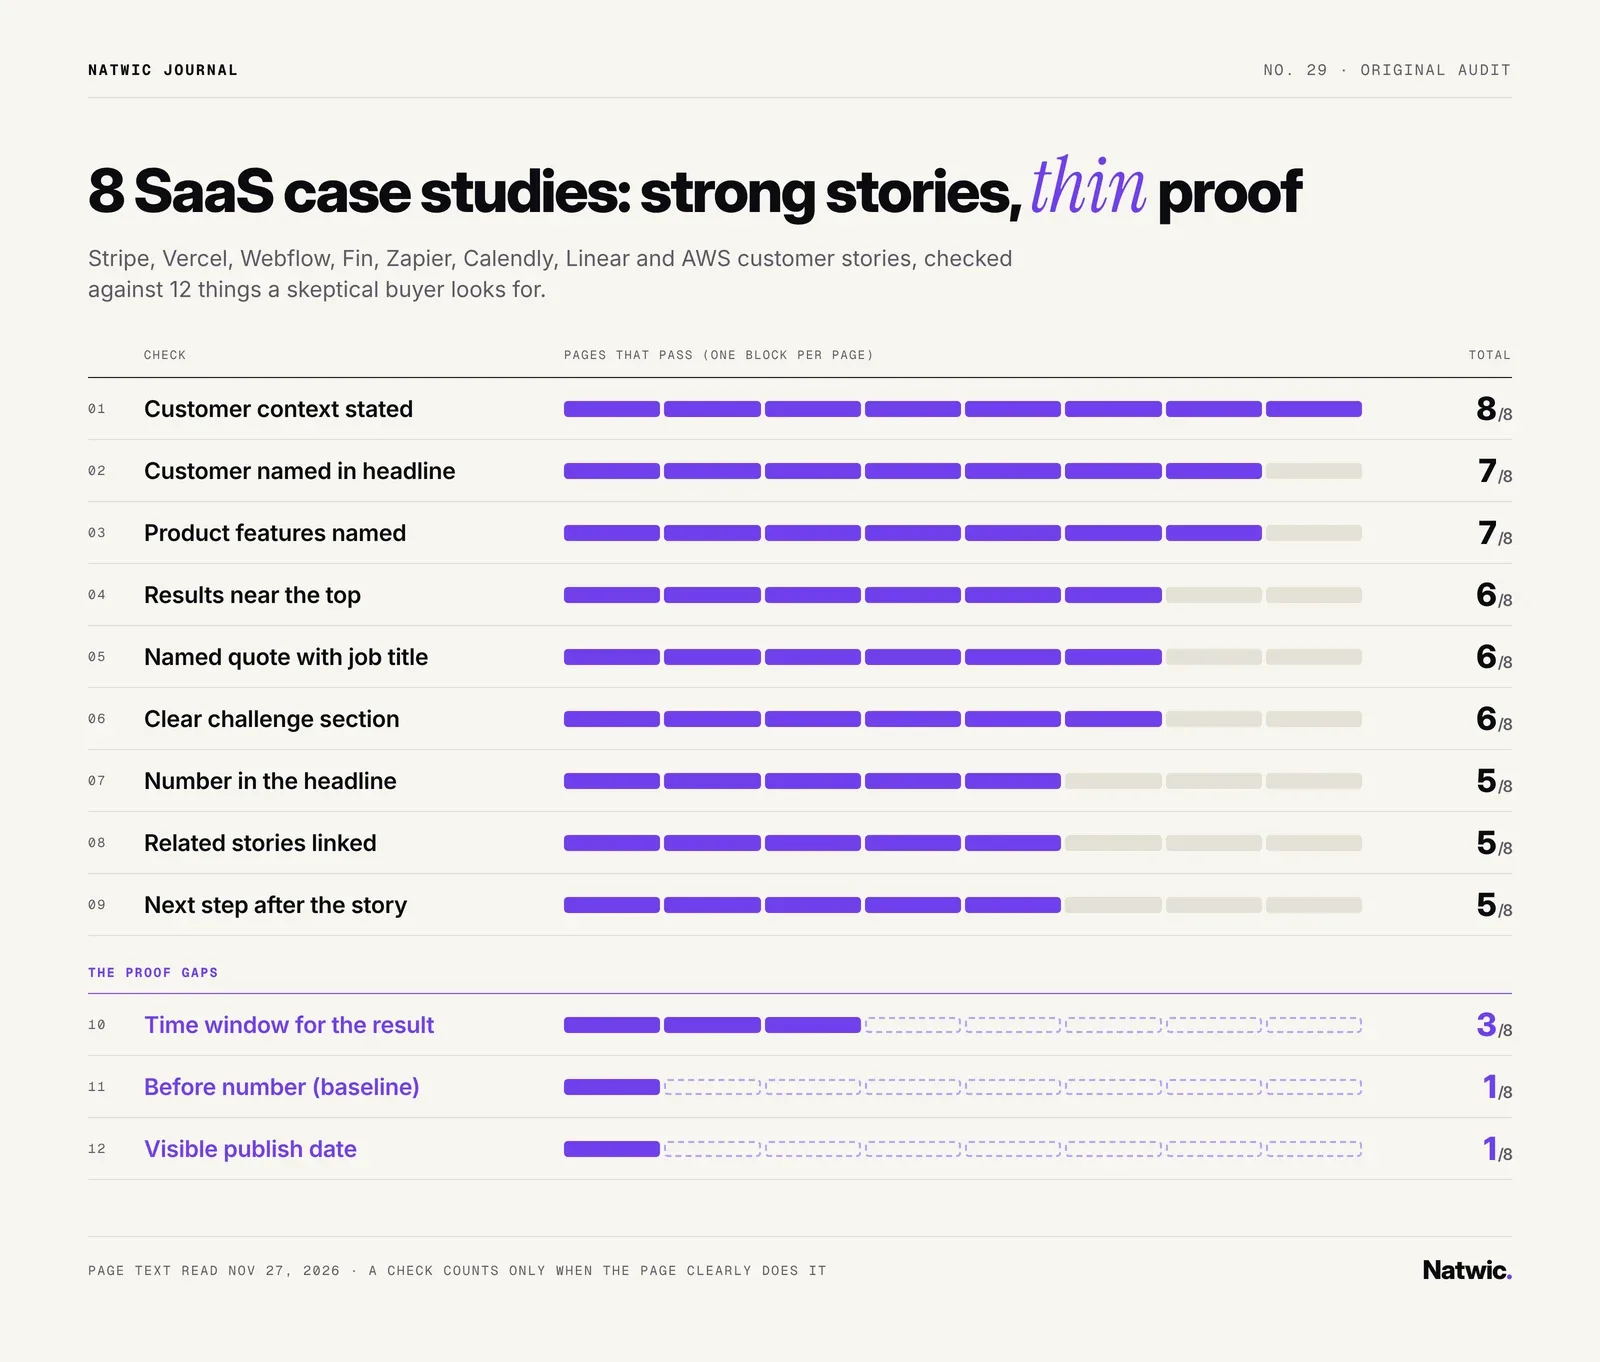 NATWIC JOURNAL
NO. 29 · ORIGINAL AUDIT
8 SaaS case studies: strong stories, thin proof
Stripe, Vercel, Webflow, Fin, Zapier, Calendly, Linear and AWS customer stories, checked
against 12 things a skeptical buyer looks for.
CHECK PAGES THAT PASS (ONE BLOCK PER PAGE) TOTAL
01 Customer context stated 8/8
02 Customer named in headline 7/8
03 Product features named 7/8
04 Results near the top 6/8
05 Named quote with job title 6/8
06 Clear challenge section 6/8
07 Number in the headline 5/8
08 Related stories linked 5/8
09 Next step after the story 5/8
THE PROOF GAPS
10 Time window for the result 3/8
11 Before number (baseline) 1/8
12 Visible publish date 1/8
PAGE TEXT READ NOV 27, 2026 · A CHECK COUNTS ONLY WHEN THE PAGE CLEARLY DOES IT
Natwic.